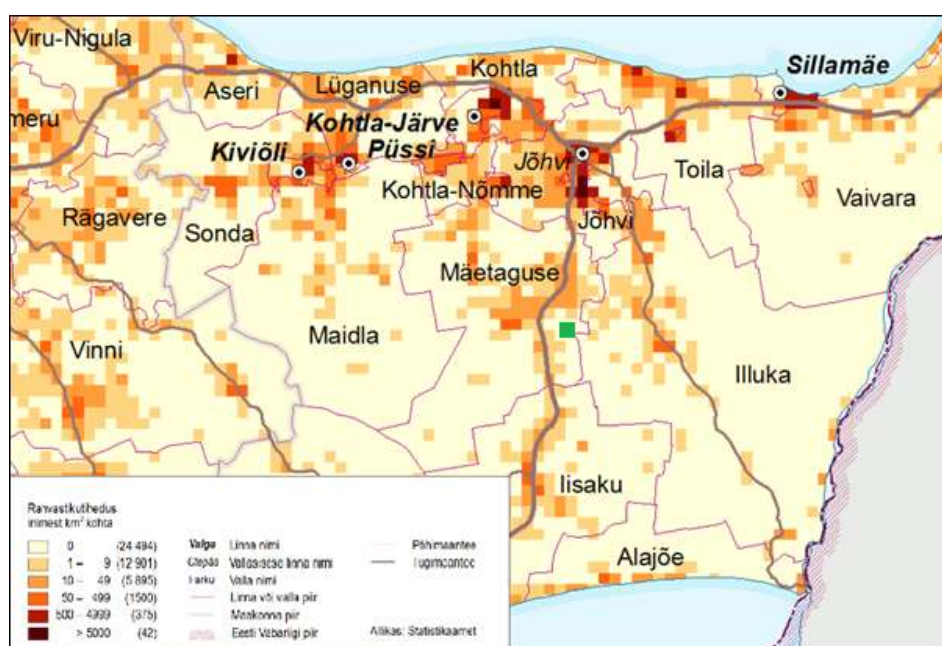 Viru-Nigula
Aseri
Lüganuse
Kohtla
Sillamäe
meru
Kohtla-Järve
Püssi
Kiviõli
Jõhvi
Toila
Kohtla-Nõmme
Vaivara
Rägavere
Sonda
Jõhvi
Mäetaguse
Maidla
Vinni
Illuka
Iisaku
Alajõe
Rahvastikutihedus
inimest km² kohta
0 (24 494)
1 – 9 (12 901)
10 – 49 (5 895)
50 – 499 (1500)
500 – 4999 (375)
> 5000 (42)
Valga Linna nimi
Otepää Vallasisese linna nimi
Harku Valla nimi
Linna või valla piir
Maakonna piir
Eesti Vabariigi piir
Põhimaantee
Tugimaantee
Allikas: Statistikaamet